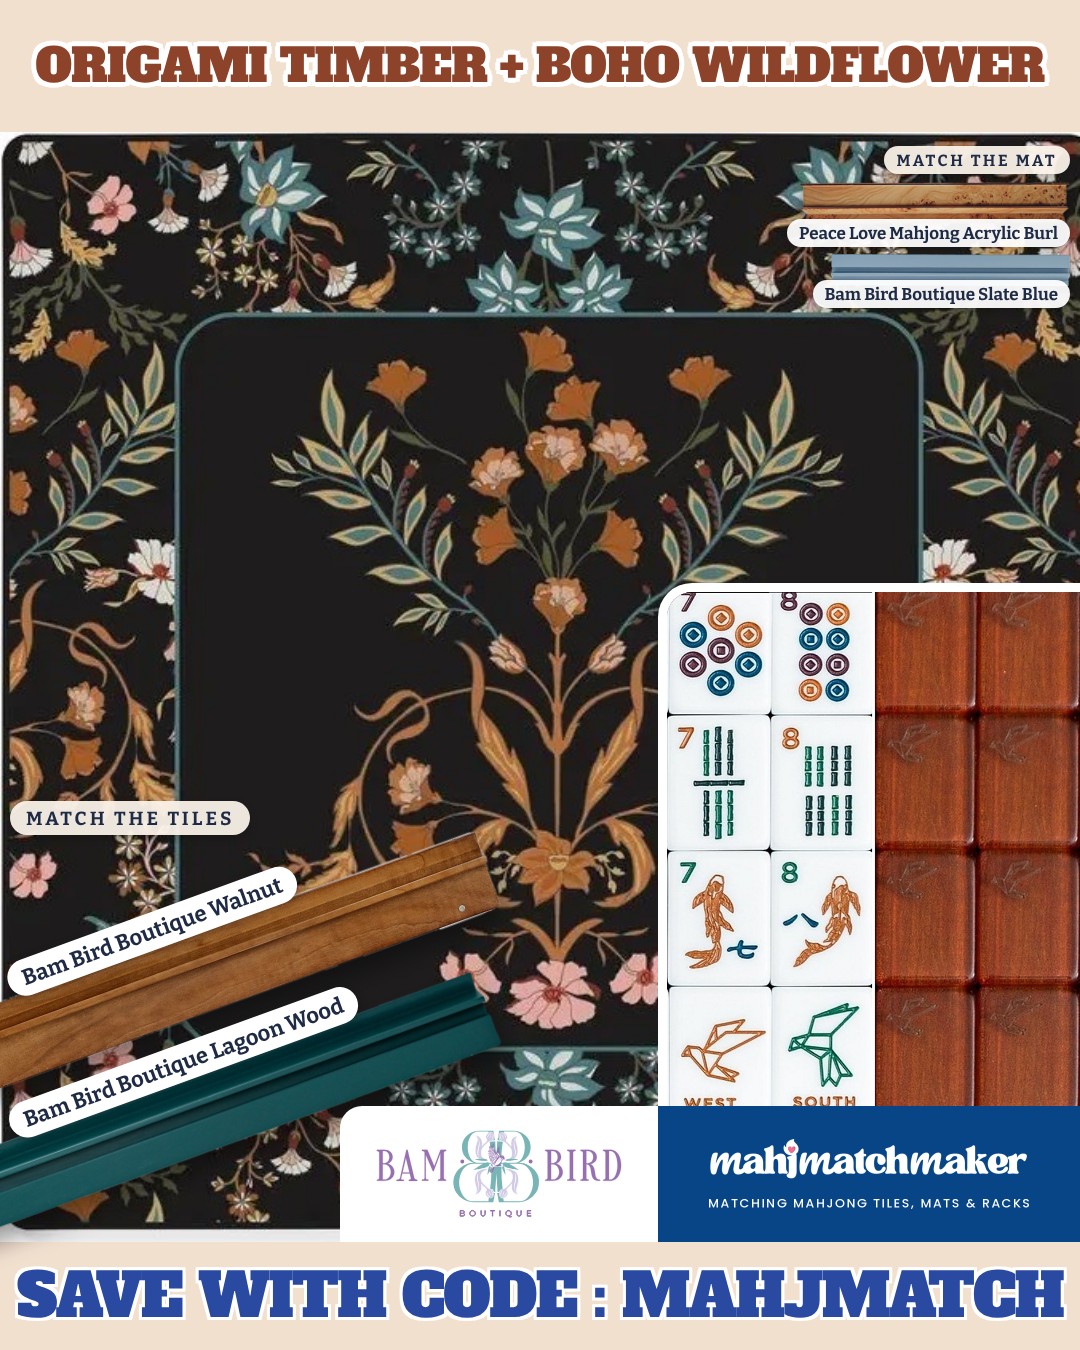 ORIGAMI TIMBER + BOHO WILDFLOWER
MATCH THE MAT
Peace Love Mahjong Acrylic Burl
Bam Bird Boutique Slate Blue
7 8
7 8
7 8
七 八
WEST SOUTH
MATCH THE TILES
Bam Bird Boutique Walnut
Bam Bird Boutique Lagoon Wood
BAM BIRD
BOUTIQUE
mahjmatchmaker
MATCHING MAHJONG TILES, MATS & RACKS
SAVE WITH CODE : MAHJMATCH